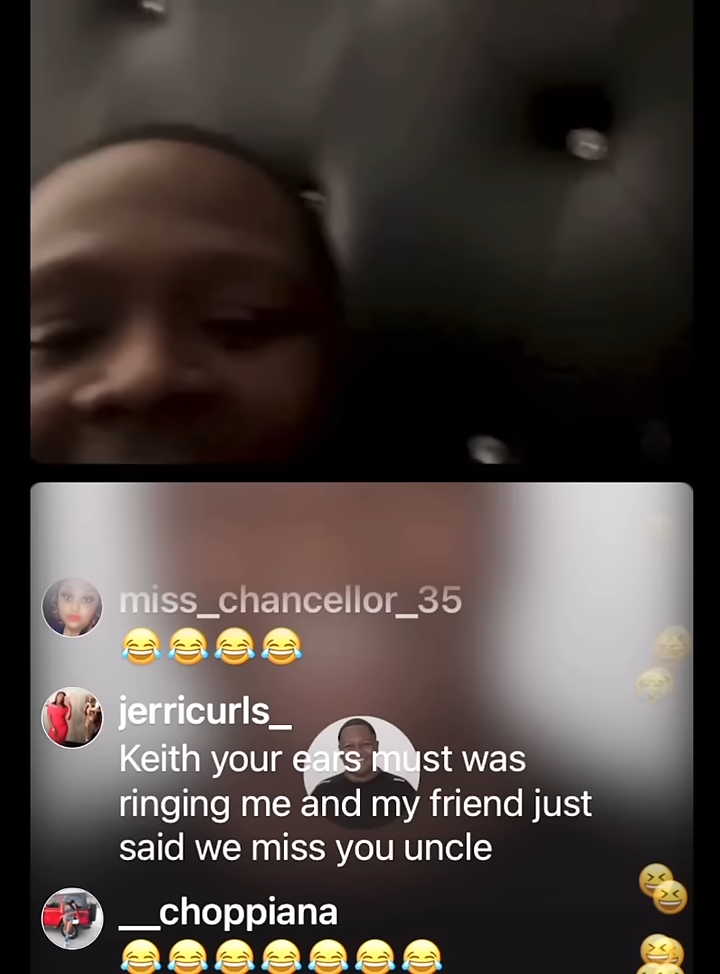 miss_chancellor_35
😂😂😂😂
jerricurls_
Keith your ears must was
ringing me and my friend just
said we miss you uncle
__choppiana
😂😂😂😂😂😂😂